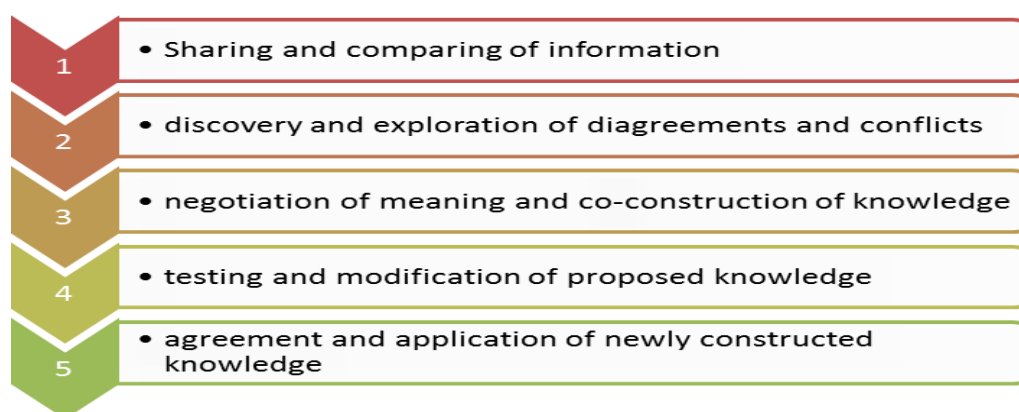 1
• Sharing and comparing of information
2
• discovery and exploration of diagreements and conflicts
3
• negotiation of meaning and co-construction of knowledge
4
• testing and modification of proposed knowledge
5
• agreement and application of newly constructed
knowledge